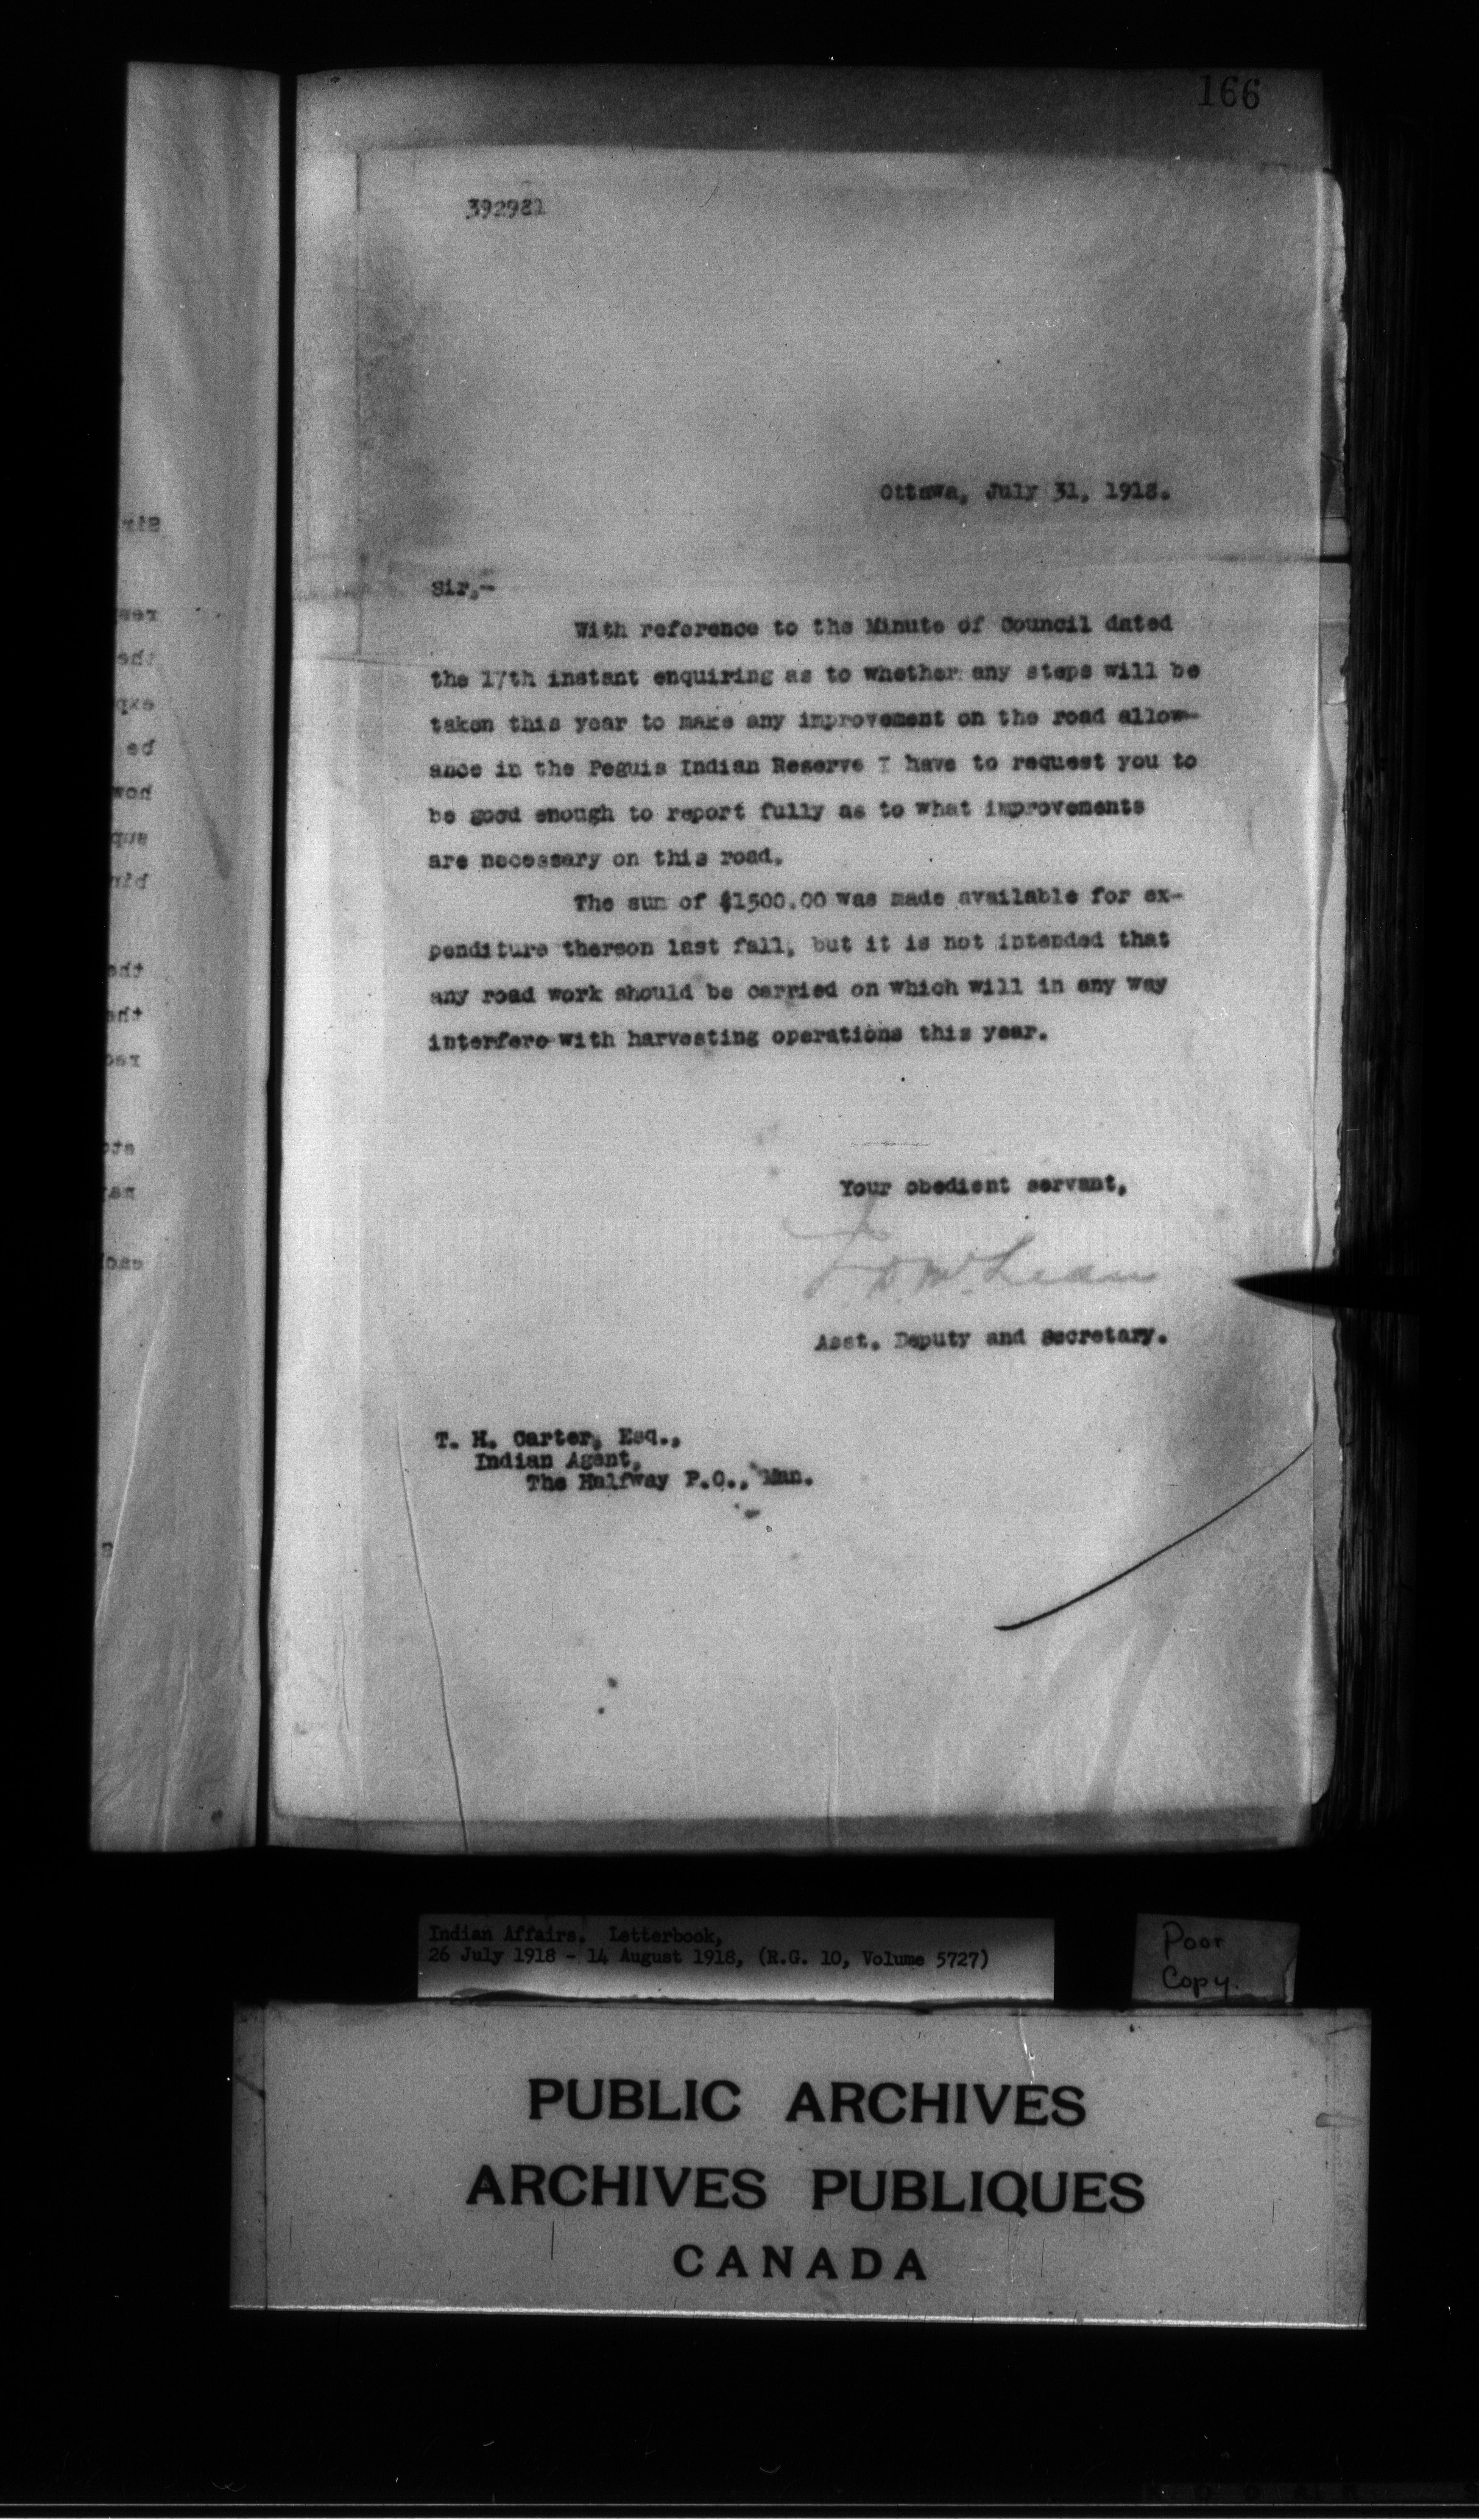 166
392981
Ottawa, July 31, 1918.
Sir,-
With reference to the Minute of Council dated
the 17th instant enquiring as to whether any steps will be
taken this year to make any improvement on the road allow-
ance in the Peguis Indian Reserve I have to request you to
be good enough to report fully as to what improvements
are necessary on this road.
The sum of $1500.00 was made available for ex-
penditure thereon last fall, but it is not intended that
any road work should be carried on which will in any way
interfere with harvesting operations this year.
Your obedient servant,
J. D. McLean
Asst. Deputy and Secretary.
T. H. Carter, Esq.,
Indian Agent,
The Halfway P.O., Man.
Indian Affairs. Letterbook,
26 July 1918 - 14 August 1918, (R.G. 10, Volume 5727)
Poor
Copy.
PUBLIC ARCHIVES
ARCHIVES PUBLIQUES
CANADA